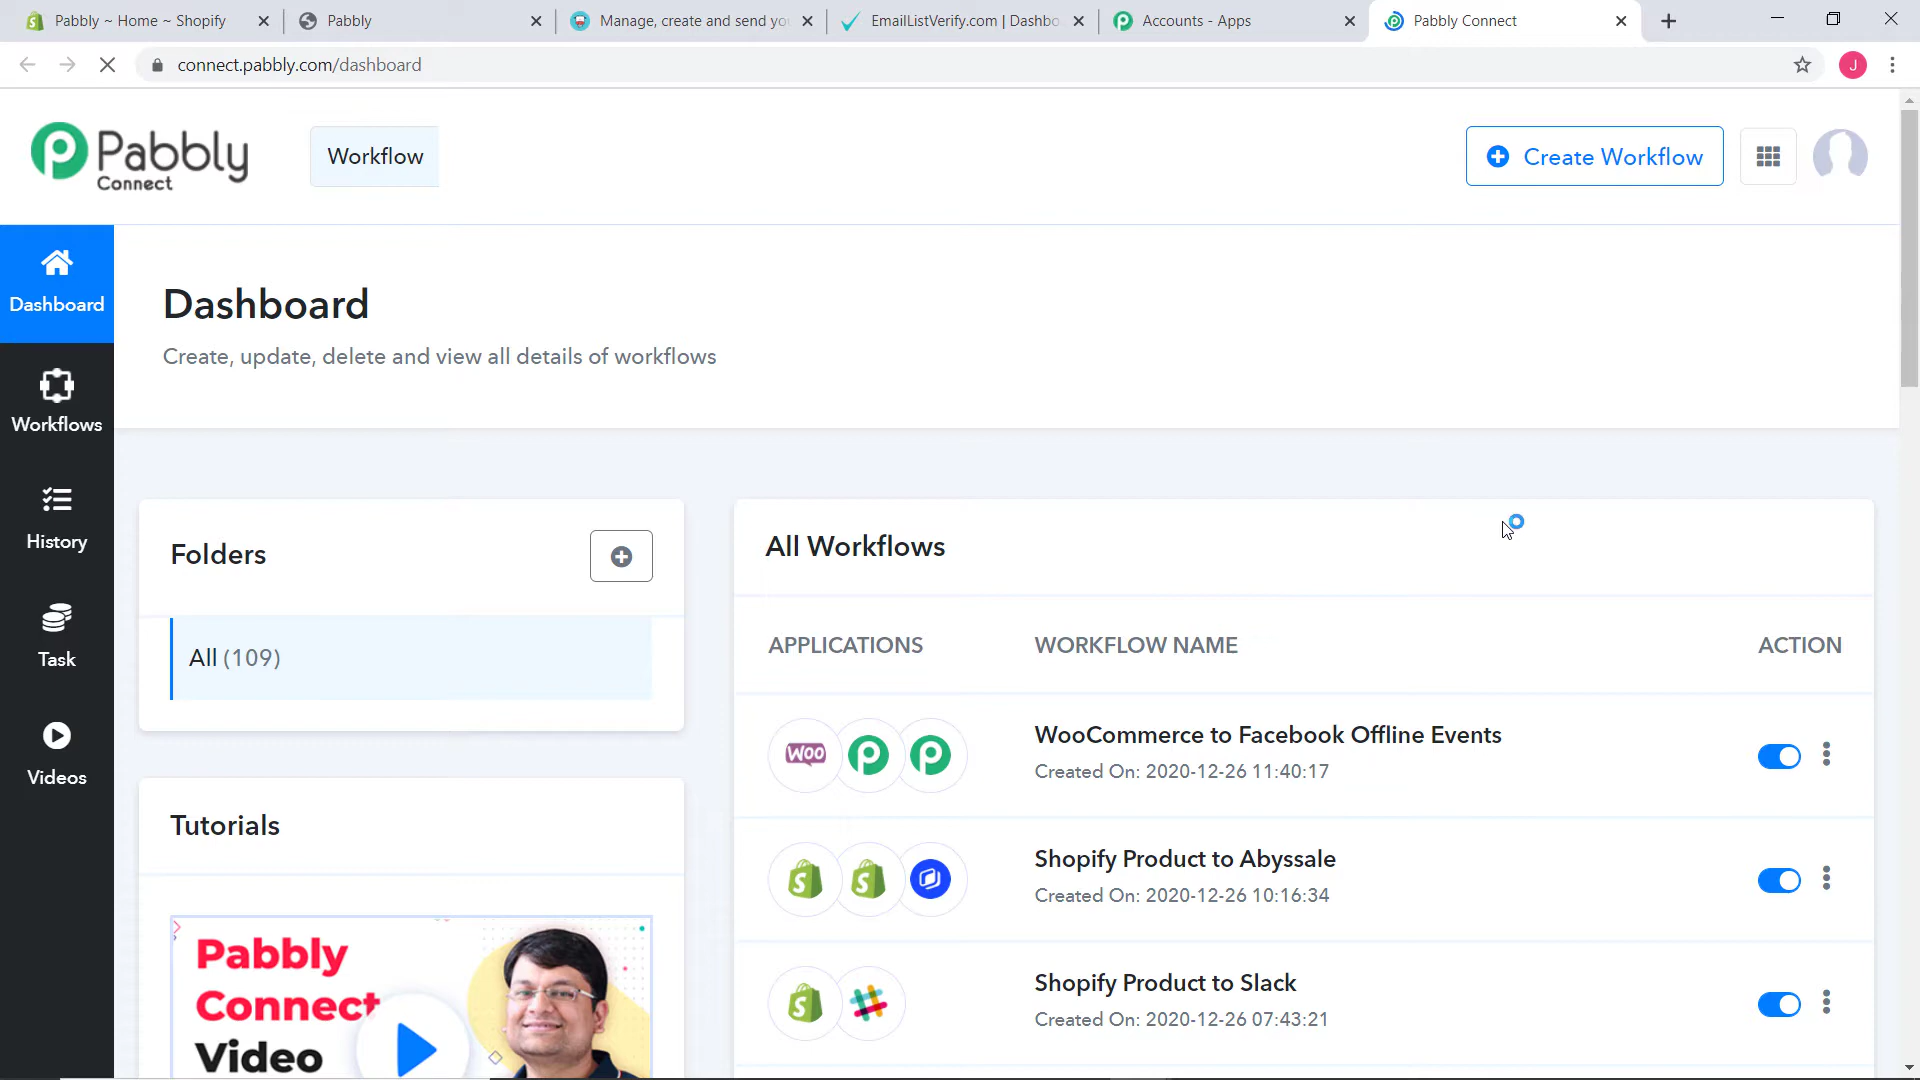 Pabbly ~ Home ~ Shopify
Pabbly
Manage, create and send yo
EmailListVerify.com | Dashbo
Accounts - Apps
Pabbly Connect
connect.pabbly.com/dashboard
J
Pabbly
Connect
Workflow
Create Workflow
Dashboard
Workflows
History
Task
Videos
Dashboard
Create, update, delete and view all details of workflows
Folders
All (109)
Tutorials
Pabbly
Connect
Video
All Workflows
APPLICATIONS WORKFLOW NAME ACTION
WOO
WooCommerce to Facebook Offline Events
Created On: 2020-12-26 11:40:17
Shopify Product to Abyssale
Created On: 2020-12-26 10:16:34
Shopify Product to Slack
Created On: 2020-12-26 07:43:21